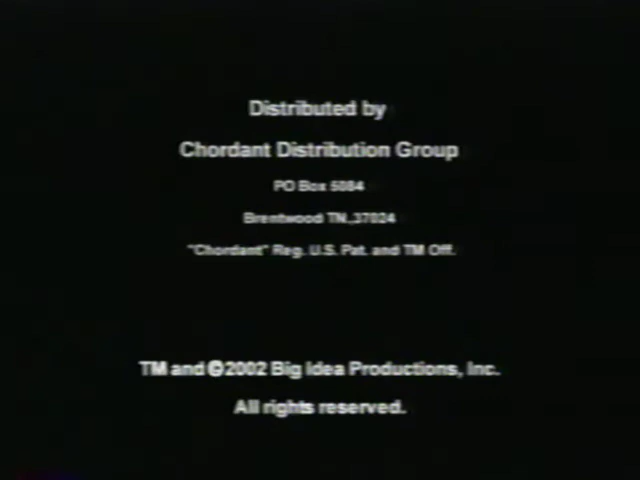 Distributed by
Chordant Distribution Group
PO Box 5084
Brentwood TN.,37024
"Chordant" Reg. U.S. Pat. and TM Off.
TM and ©2002 Big Idea Productions, Inc.
All rights reserved.